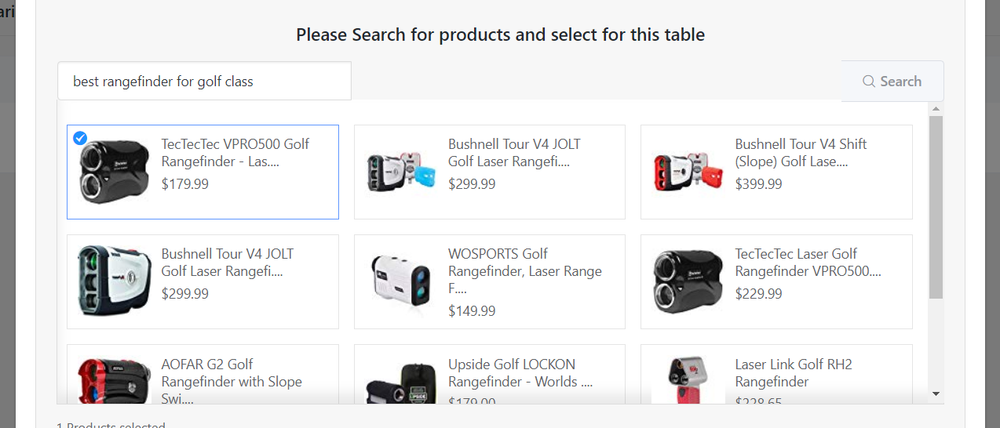 ari
Please Search for products and select for this table
best rangefinder for golf class
Search
TecTecTec VPRO500 Golf
Rangefinder - Las....
$179.99
Bushnell Tour V4 JOLT
Golf Laser Rangefi....
$299.99
Bushnell Tour V4 Shift
(Slope) Golf Lase....
$399.99
Bushnell Tour V4 JOLT
Golf Laser Rangefi....
$299.99
WOSPORTS Golf
Rangefinder, Laser Range
F....
$149.99
TecTecTec Laser Golf
Rangefinder VPRO500....
$229.99
AOFAR G2 Golf
Rangefinder with Slope
Swi....
Upside Golf LOCKON
Rangefinder - Worlds ....
$179.00
Laser Link Golf RH2
Rangefinder
$228.65
1 Products selected